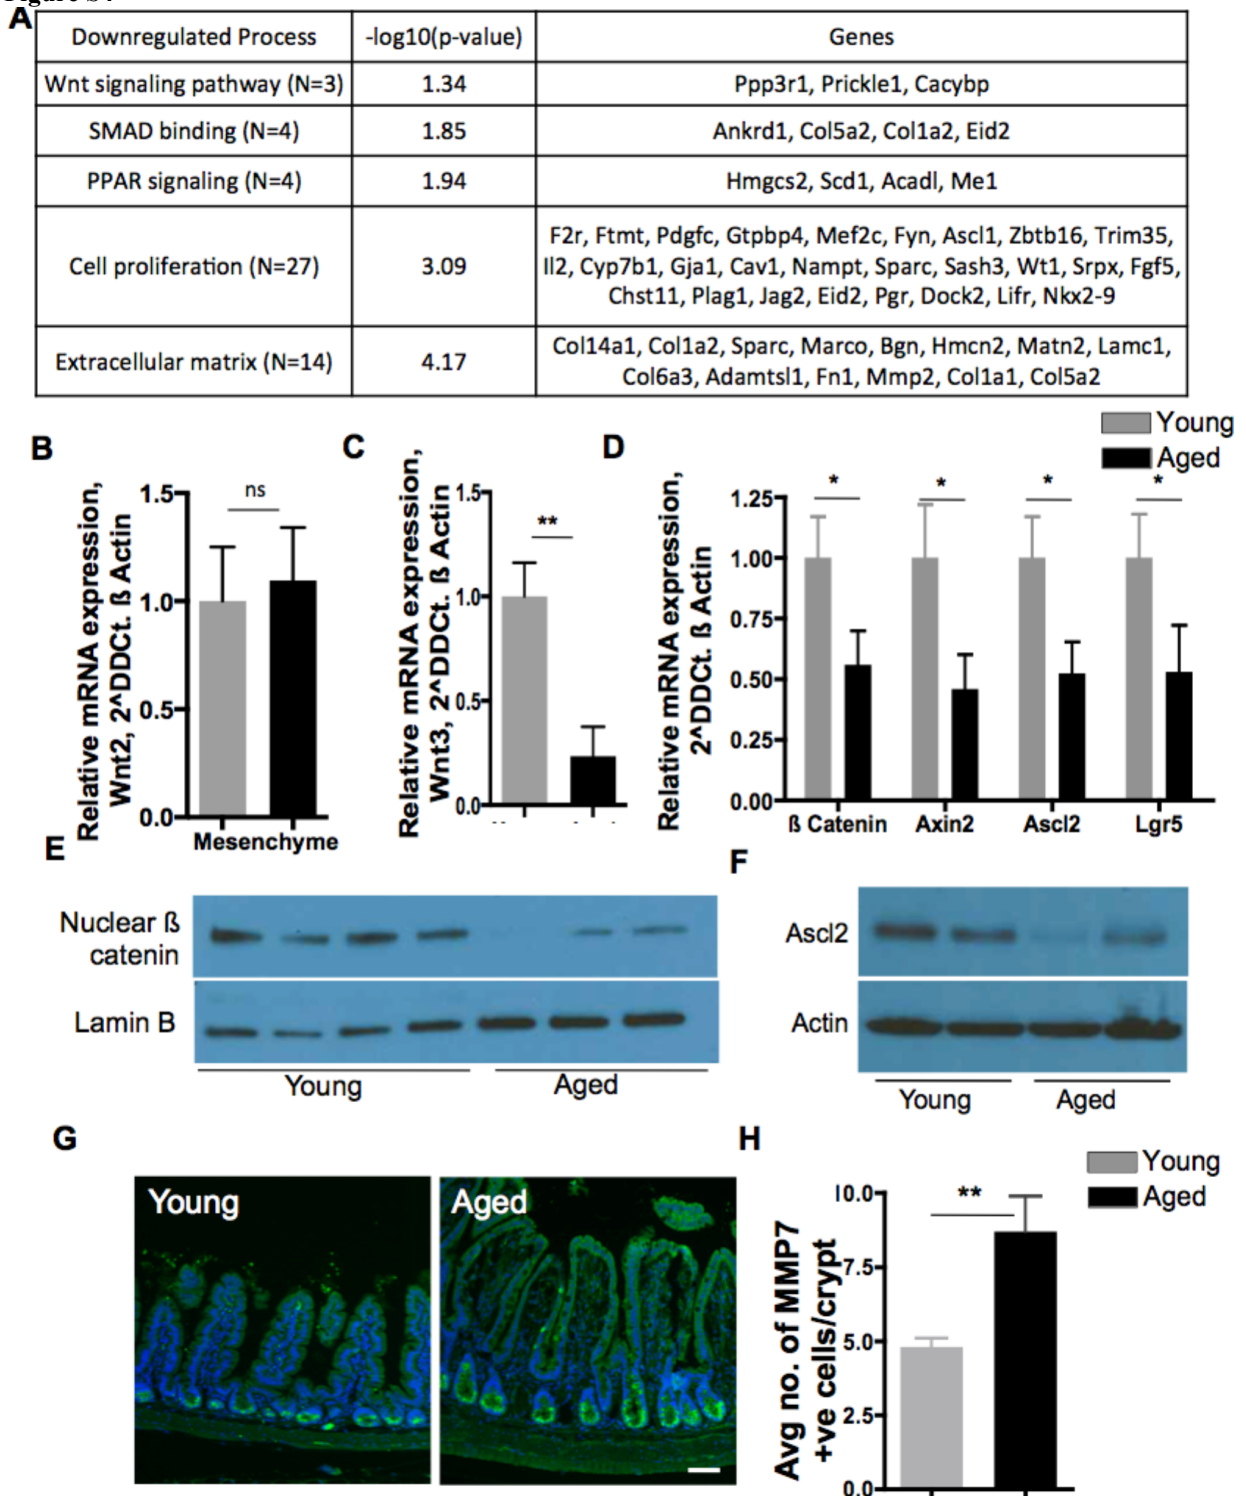 A
Downregulated Process -log10(p-value) Genes
Wnt signaling pathway (N=3) 1.34 Ppp3r1, Prickle1, Cacybp
SMAD binding (N=4) 1.85 Ankrd1, Col5a2, Col1a2, Eid2
PPAR signaling (N=4) 1.94 Hmgcs2, Scd1, Acadl, Me1
Cell proliferation (N=27) 3.09 F2r, Ftmt, Pdgfc, Gtpbp4, Mef2c, Fyn, Ascl1, Zbtb16, Trim35,
Il2, Cyp7b1, Gja1, Cav1, Nampt, Sparc, Sash3, Wt1, Srpx, Fgf5,
Chst11, Plag1, Jag2, Eid2, Pgr, Dock2, Lifr, Nkx2-9
Extracellular matrix (N=14) 4.17 Col14a1, Col1a2, Sparc, Marco, Bgn, Hmcn2, Matn2, Lamc1,
Col6a3, Adamtsl1, Fn1, Mmp2, Col1a1, Col5a2
Young
Aged
B
Relative mRNA expression,
Wnt2, 2^DDCt. ß Actin
1.5
1.0
0.5
0.0
ns
Mesenchyme
C
Relative mRNA expression,
Wnt3, 2^DDCt. ß Actin
1.5
1.0
0.5
0.0
**
D
Relative mRNA expression,
2^DDCt. ß Actin
1.25
1.00
0.75
0.50
0.25
0.00
* * * *
ß Catenin Axin2 Ascl2 Lgr5
E
Nuclear ß
catenin
Lamin B
Young Aged
F
Ascl2
Actin
Young Aged
G
Young Aged
H
Young
Aged
Avg no. of MMP7
+ve cells/crypt
10.0
7.5
5.0
2.5
0.0
**